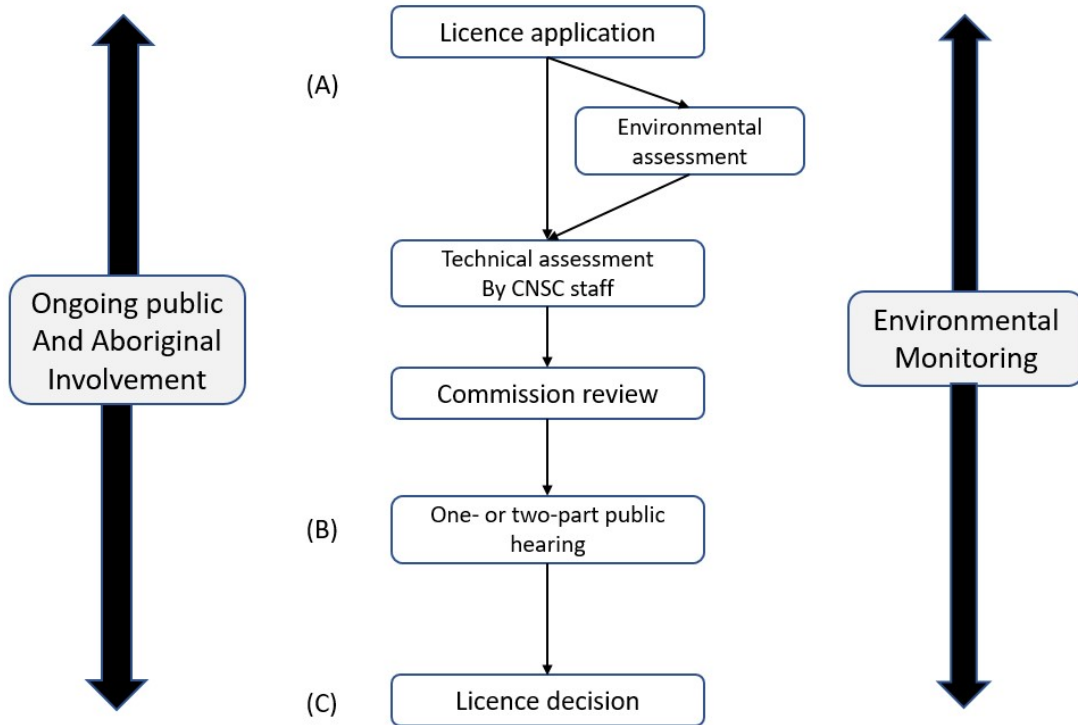 Licence application
(A)
Environmental
assessment
Technical assessment
By CNSC staff
Ongoing public
And Aboriginal
Involvement
Environmental
Monitoring
Commission review
(B)
One- or two-part public
hearing
(C)
Licence decision